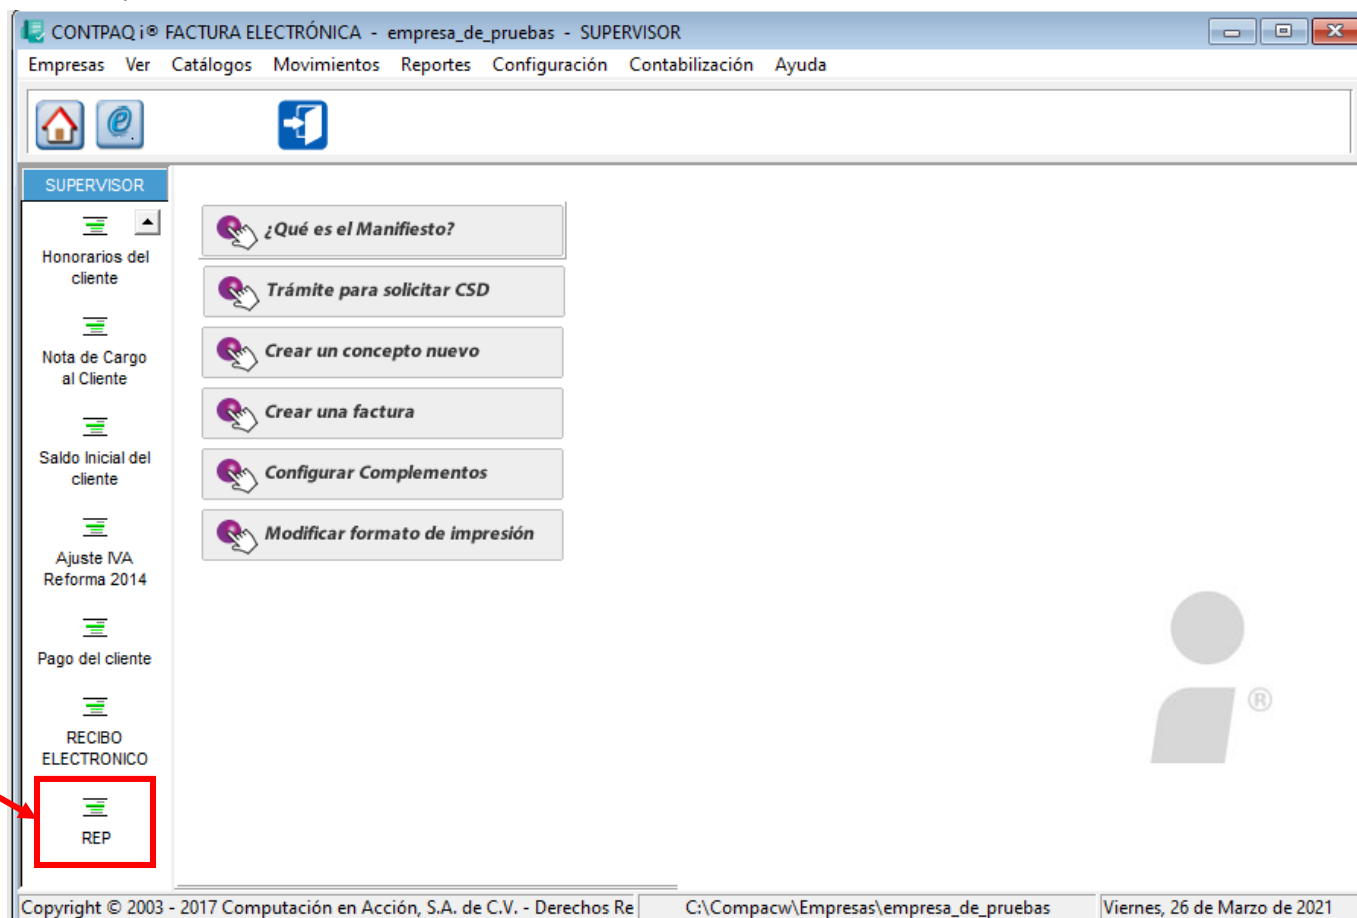 CONTPAQ i® FACTURA ELECTRÓNICA - empresa_de_pruebas - SUPERVISOR
Empresas Ver Catálogos Movimientos Reportes Configuración Contabilización Ayuda
SUPERVISOR
Honorarios del
cliente
Nota de Cargo
al Cliente
Saldo Inicial del
cliente
Ajuste IVA
Reforma 2014
Pago del cliente
RECIBO
ELECTRONICO
REP
¿Qué es el Manifiesto?
Trámite para solicitar CSD
Crear un concepto nuevo
Crear una factura
Configurar Complementos
Modificar formato de impresión
®
Copyright © 2003 - 2017 Computación en Acción, S.A. de C.V. - Derechos Re C:\Compacw\Empresas\empresa_de_pruebas Viernes, 26 de Marzo de 2021